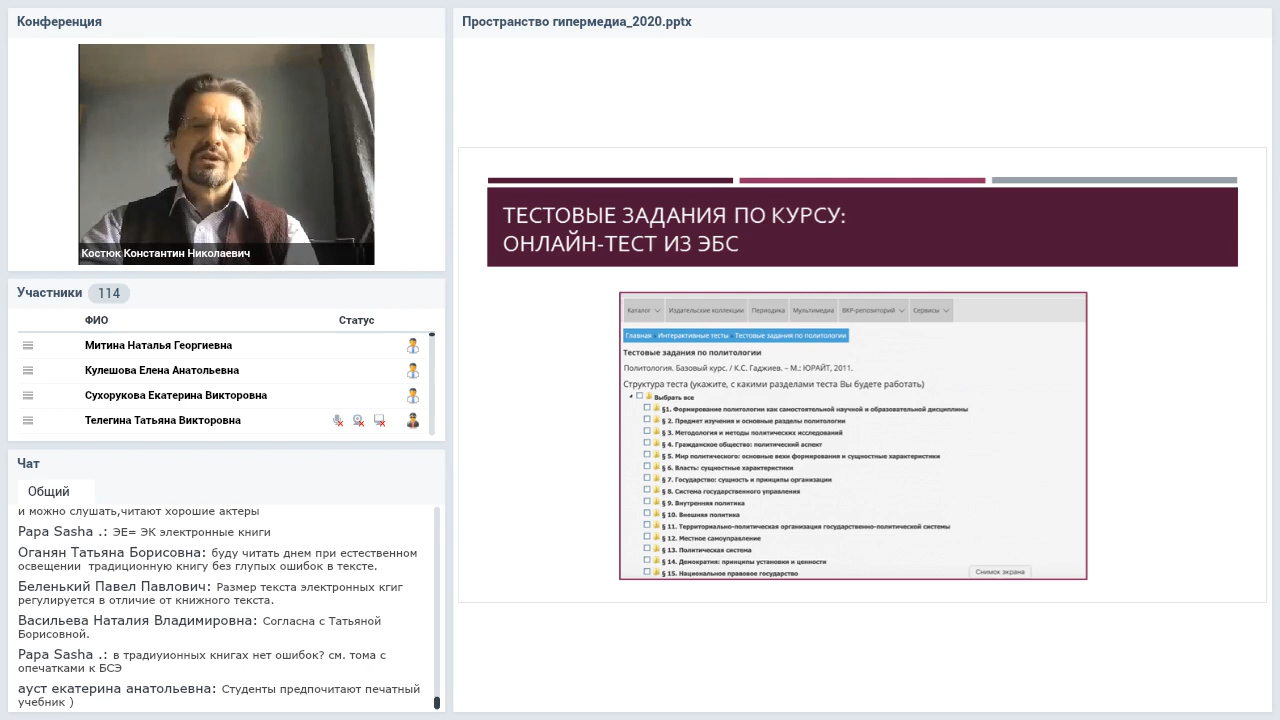 Конференция
Костюк Константин Николаевич
Участники 114
ФИО Статус
Митина Наталья Георгиевна
Кулешова Елена Анатольевна
Сухорукова Екатерина Викторовна
Телегина Татьяна Викторовна
Чат
Общий
и можно слушать,читают хорошие актеры
Papa Sasha .: ЭЕ= ЭК электронные книги
Оганян Татьяна Борисовна: буду читать днем при естественном
освещении традиционную книгу без глупых ошибок в тексте.
Беленький Павел Павлович: Размер текста электронных кгиг
регулируется в отличие от книжного текста.
Васильева Наталия Владимировна: Согласна с Татьяной
Борисовной.
Papa Sasha .: в традиуионных книгах нет ошибок? см. тома с
опечатками к БСЭ
ауст екатерина анатольевна: Студенты предпочитают печатный
учебник )
Пространство гипермедиа_2020.pptx
ТЕСТОВЫЕ ЗАДАНИЯ ПО КУРСУ:
ОНЛАЙН-ТЕСТ ИЗ ЭБС
Каталог Издательские коллекции Периодика Мультимедиа ВКР-репозиторий Сервисы
Главная Интерактивные тесты Тестовые задания по политологии
Тестовые задания по политологии
Политология. Базовый курс. / К.С. Гаджиев. – М.: ЮРАЙТ, 2011.
Структура теста (укажите, с какими разделами теста Вы будете работать)
Выбрать все
§1. Формирование политологии как самостоятельной научной и образовательной дисциплины
§ 2. Предмет изучения и основные разделы политологии
§ 3. Методология и методы политических исследований
§ 4. Гражданское общество: политический аспект
§ 5. Мир политического: основные вехи формирования и сущностные характеристики
§ 6. Власть: сущностные характеристики
§ 7. Государство: сущность и принципы организации
§ 8. Система государственного управления
§ 9. Внутренняя политика
§ 10. Внешняя политика
§ 11. Территориально-политическая организация государственно-политической системы
§ 12. Местное самоуправление
§ 13. Политическая система
§ 14. Демократия: принципы установки и ценности
§ 15. Национальное правовое государство
Снимок экрана